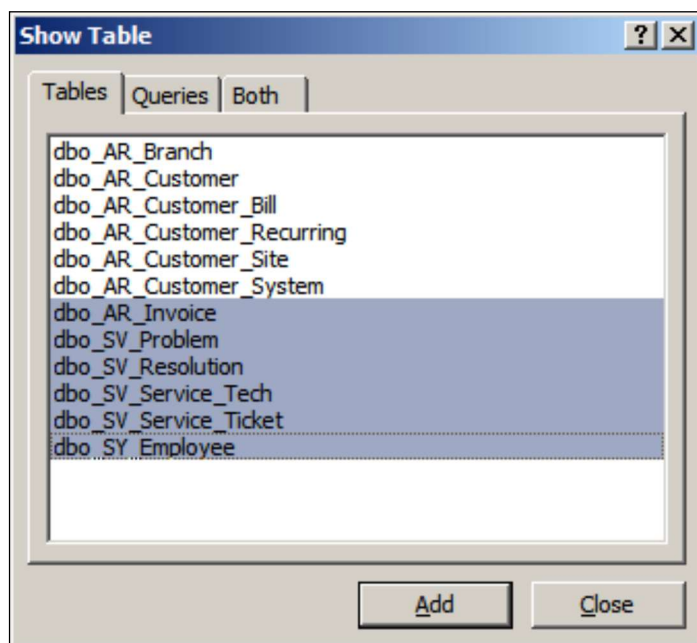 Show Table
Tables Queries Both
dbo_AR_Branch
dbo_AR_Customer
dbo_AR_Customer_Bill
dbo_AR_Customer_Recurring
dbo_AR_Customer_Site
dbo_AR_Customer_System
dbo_AR_Invoice
dbo_SV_Problem
dbo_SV_Resolution
dbo_SV_Service_Tech
dbo_SV_Service_Ticket
dbo_SY_Employee
Add Close